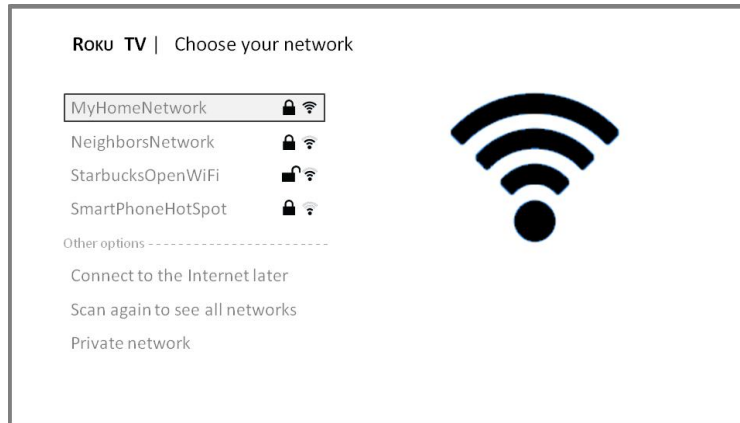 ROKU TV | Choose your network
MyHomeNetwork
NeighborsNetwork
StarbucksOpenWiFi
SmartPhoneHotSpot
Other options -----------------------
Connect to the Internet later
Scan again to see all networks
Private network